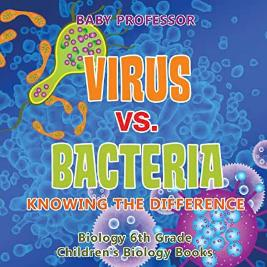 BABY PROFESSOR
VIRUS
VS.
BACTERIA
KNOWING THE DIFFERENCE
Biology 6th Grade
Children's Biology Books